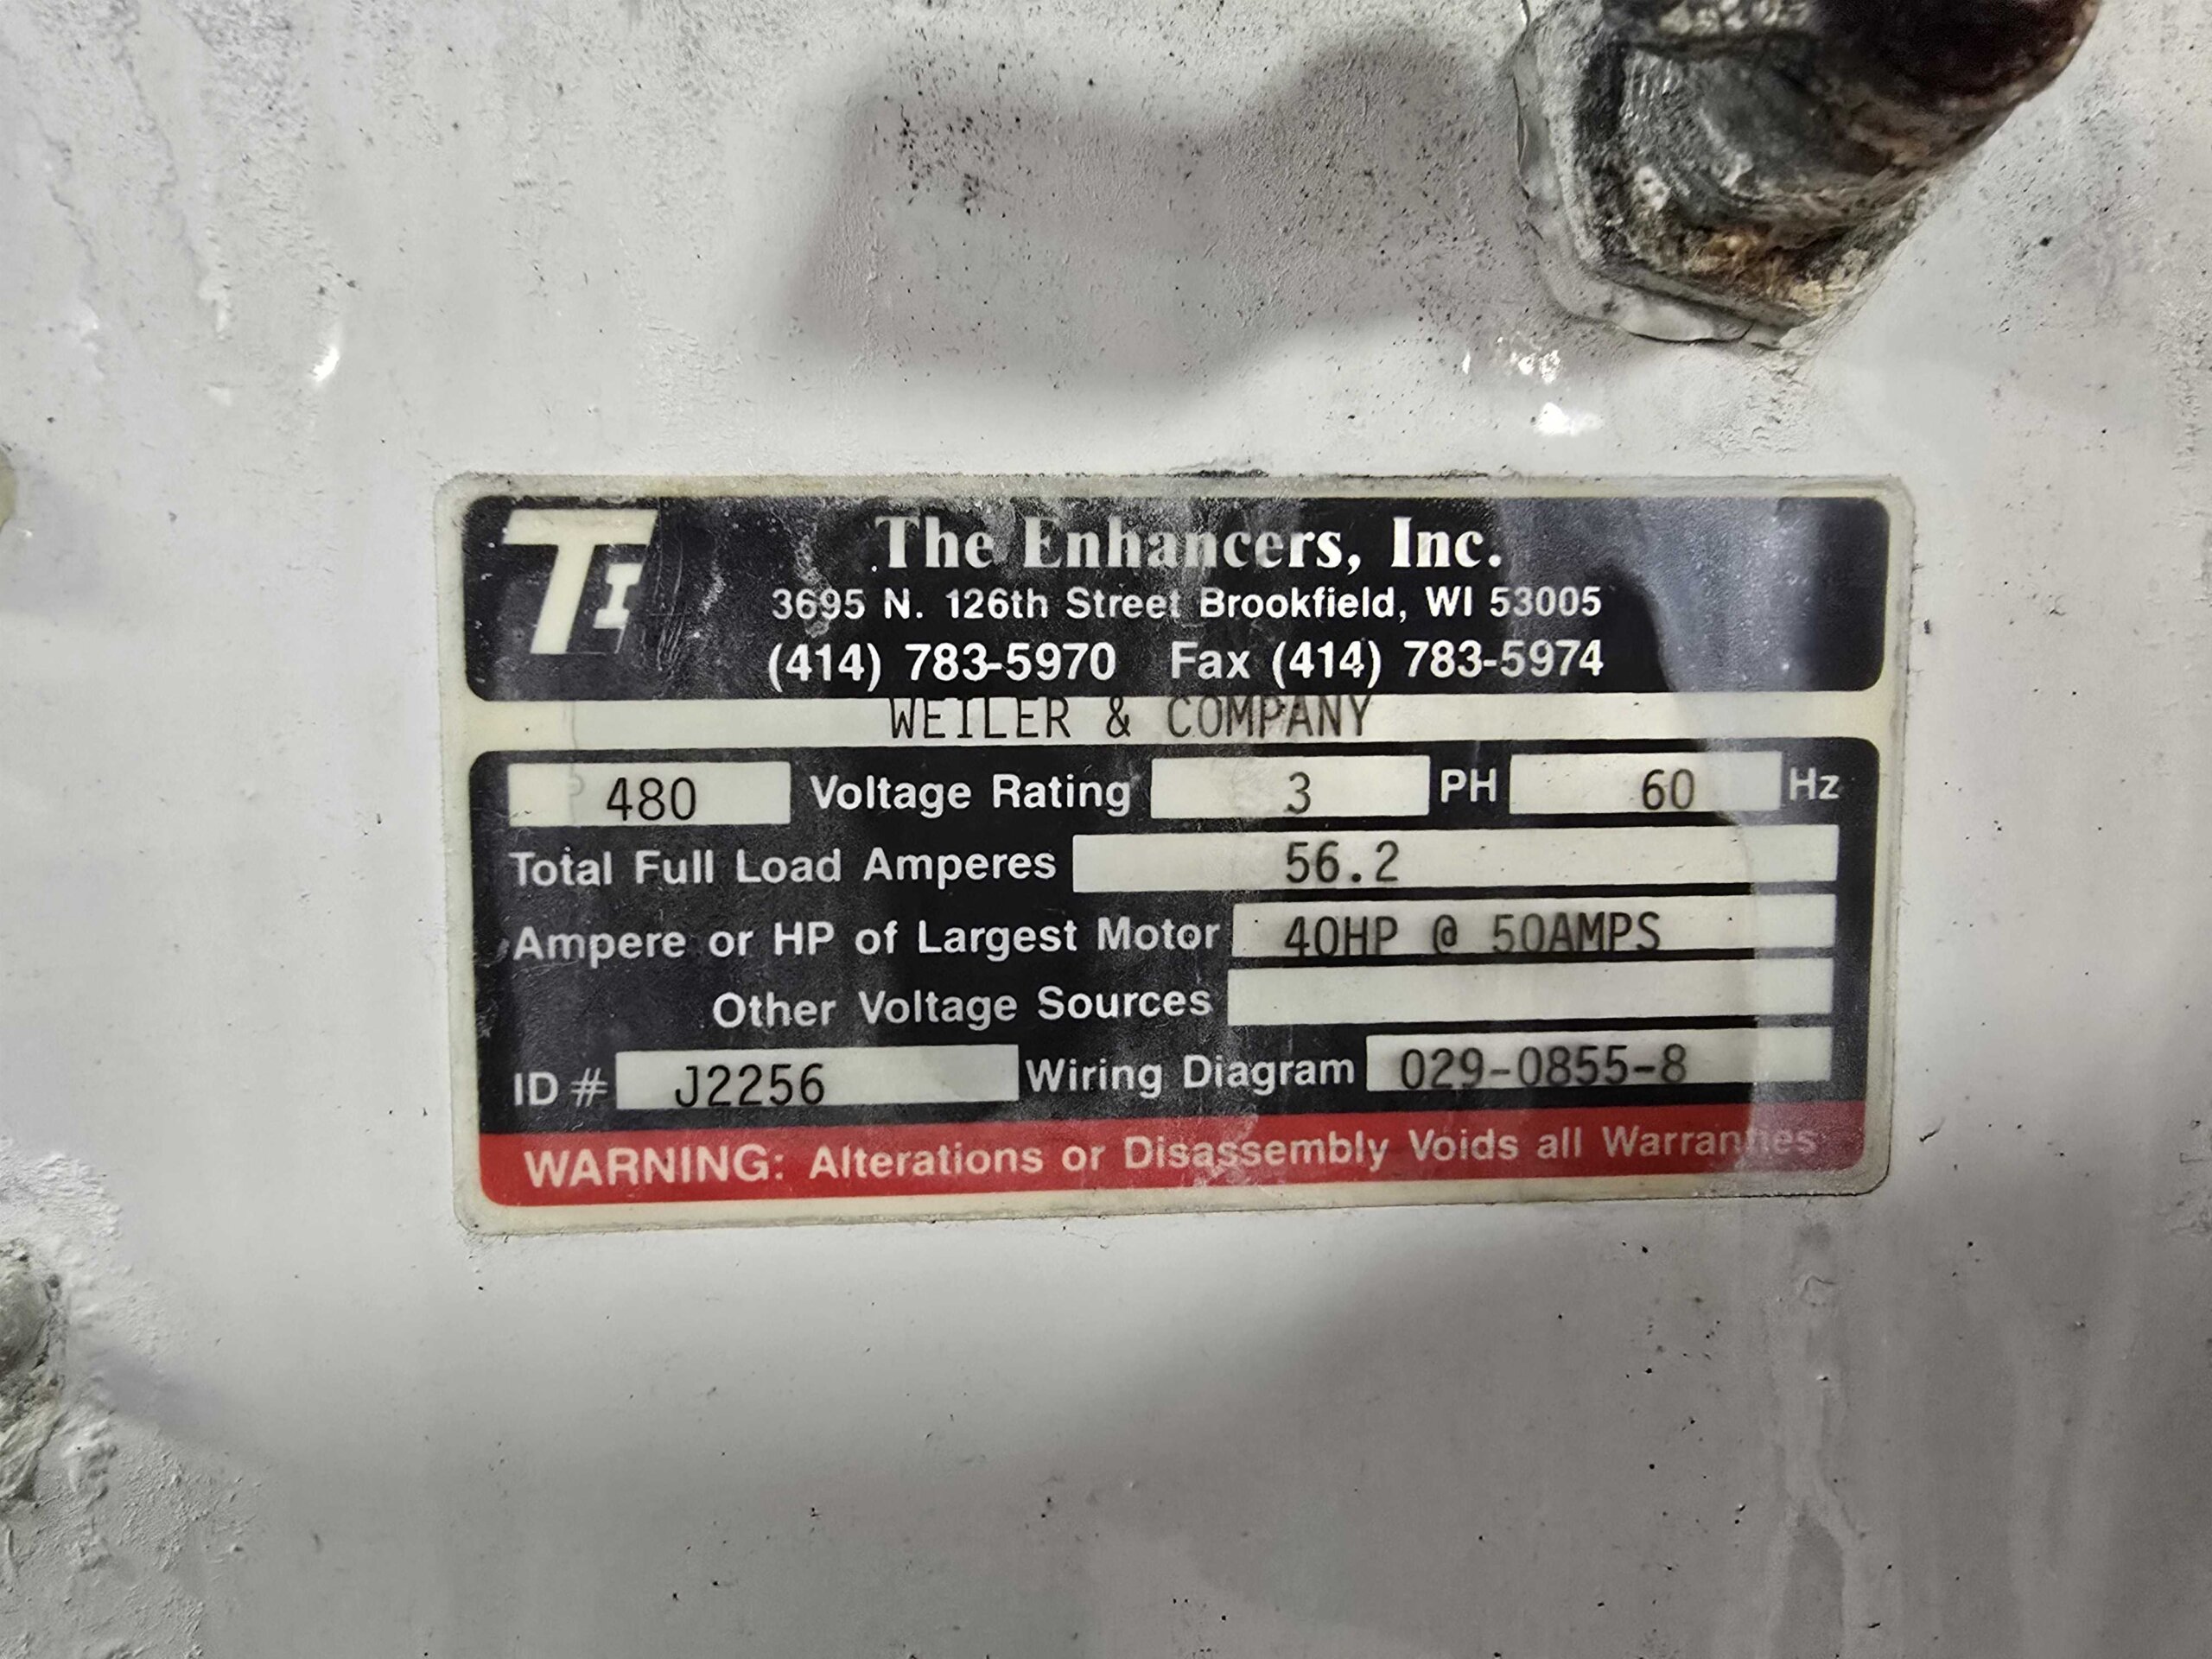 TI
The Enhancers, Inc.
3695 N. 126th Street Brookfield, WI 53005
(414) 783-5970 Fax (414) 783-5974
WEILER & COMPANY
480 Voltage Rating 3 PH 60 Hz
Total Full Load Amperes 56.2
Ampere or HP of Largest Motor 40HP @ 50AMPS
Other Voltage Sources
ID # J2256 Wiring Diagram 029-0855-8
WARNING: Alterations or Disassembly Voids all Warranties